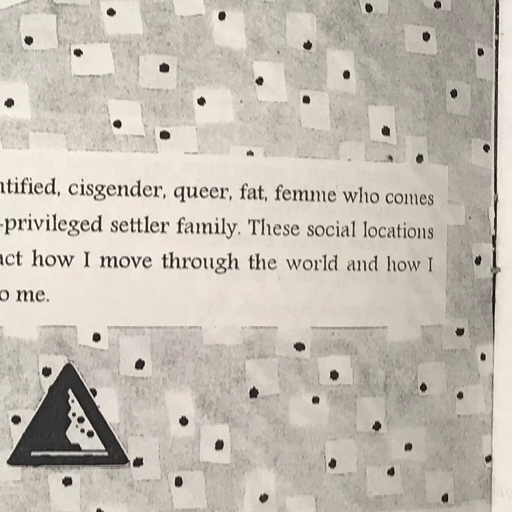 ntified, cisgender, queer, fat, femme who comes
-privileged settler family. These social locations
act how I move through the world and how I
o me.